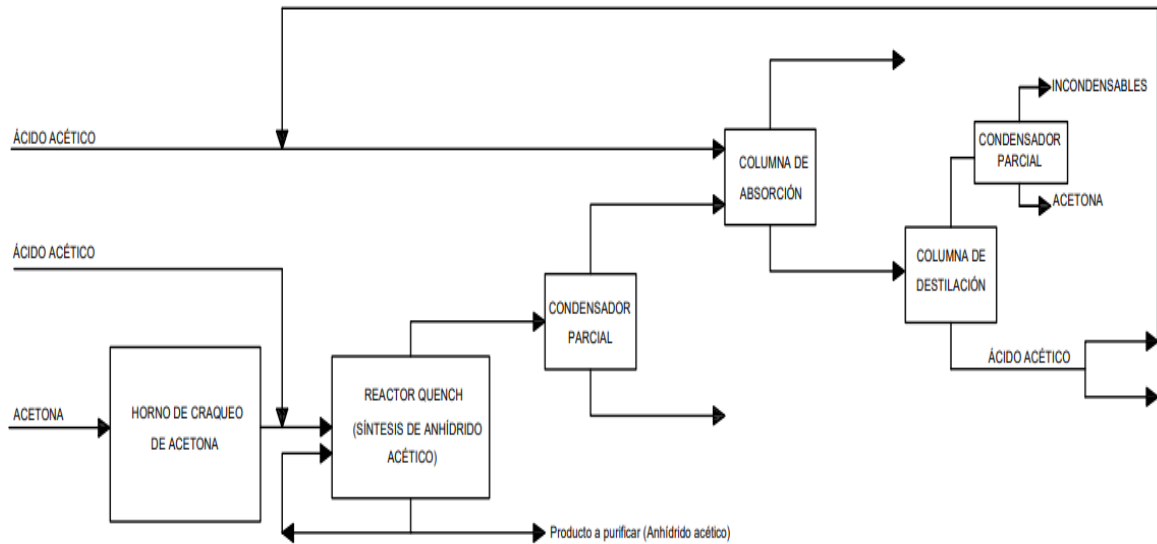 INCONDENSABLES
ÁCIDO ACÉTICO
CONDENSADOR
PARCIAL
COLUMNA DE
ABSORCIÓN
ACETONA
ÁCIDO ACÉTICO
COLUMNA DE
DESTILACIÓN
CONDENSADOR
PARCIAL
ÁCIDO ACÉTICO
ACETONA
HORNO DE CRAQUEO
DE ACETONA
REACTOR QUENCH
(SÍNTESIS DE ANHÍDRIDO
ACÉTICO)
Producto a purificar (Anhídrido acético)